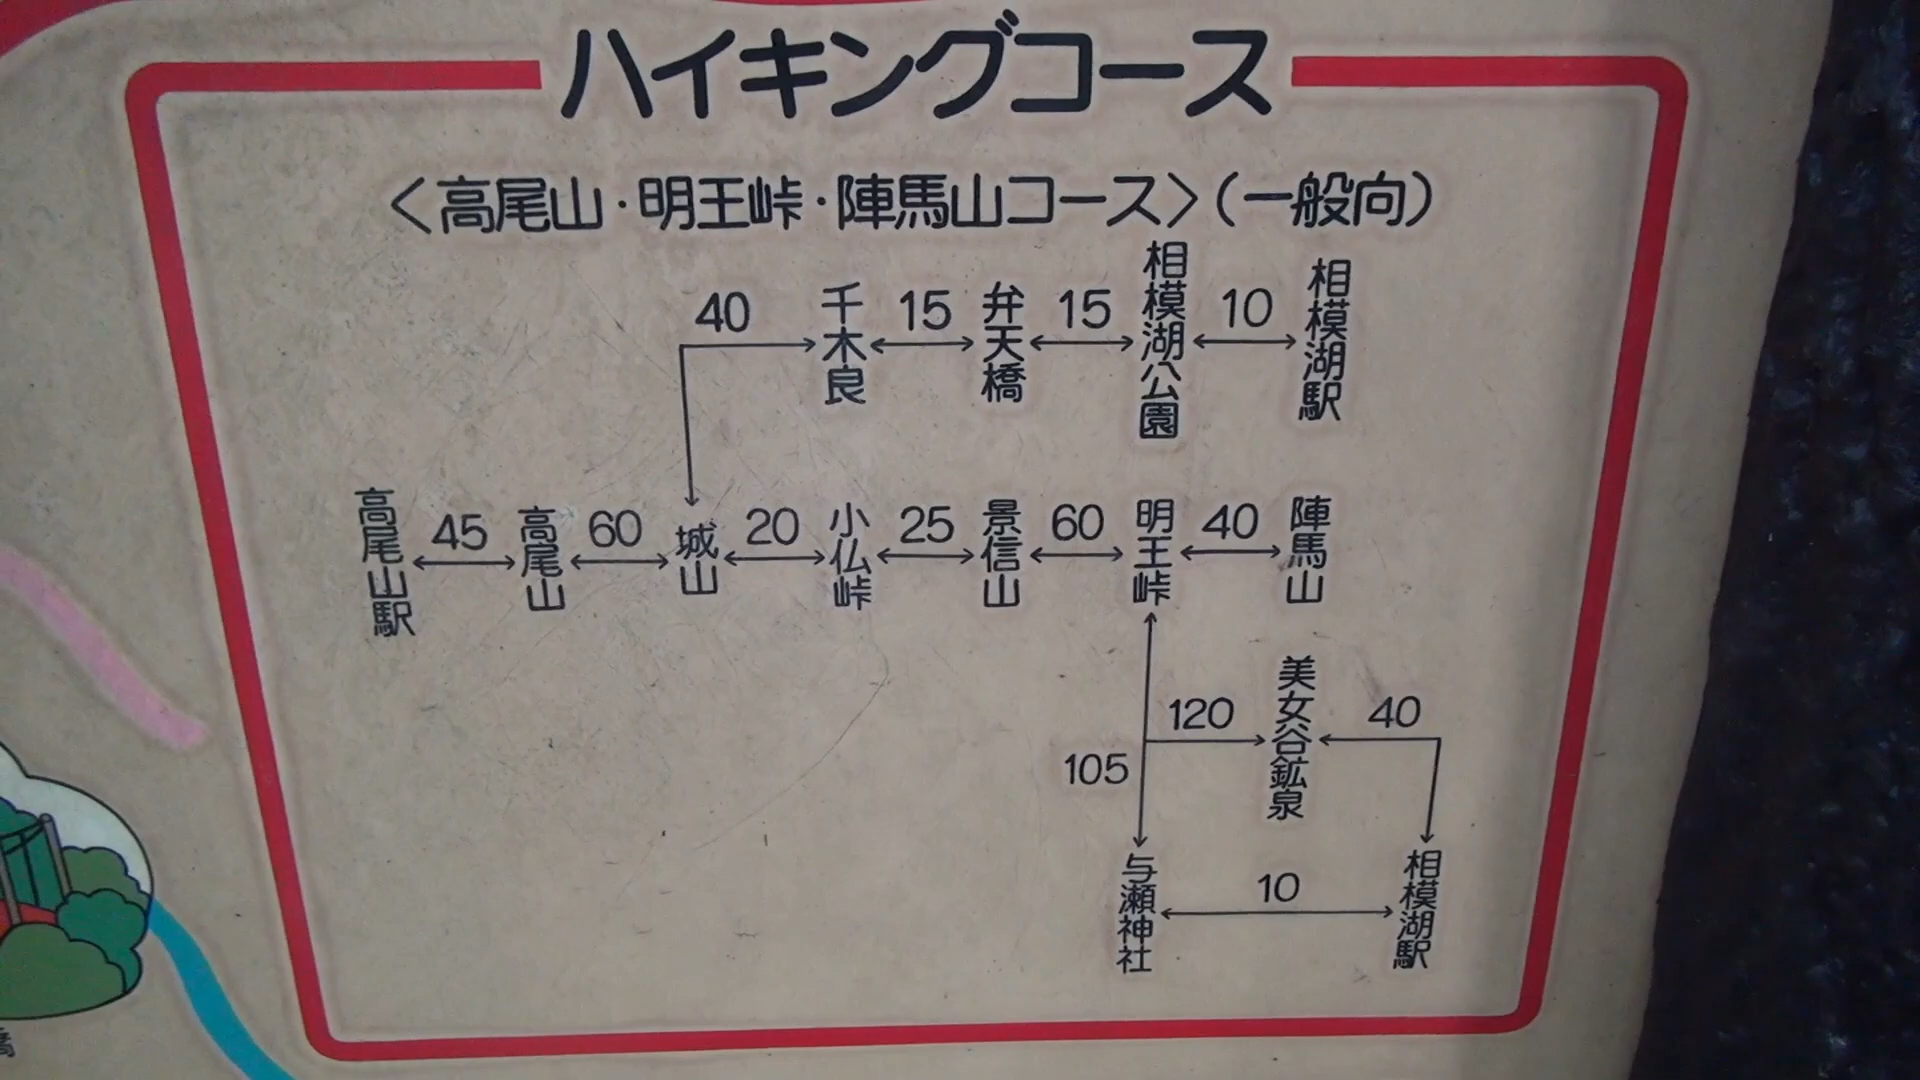 ハイキングコース
＜高尾山・明王峠・陣馬山コース＞(一般向)
40 千木良 15 弁天橋 15 相模湖公園 10 相模湖駅
高尾山駅 45 高尾山 60 城山 20 小仏峠 25 景信山 60 明王峠 40 陣馬山
120 美女谷鉱泉 40
105
与瀬神社 10 相模湖駅
橋